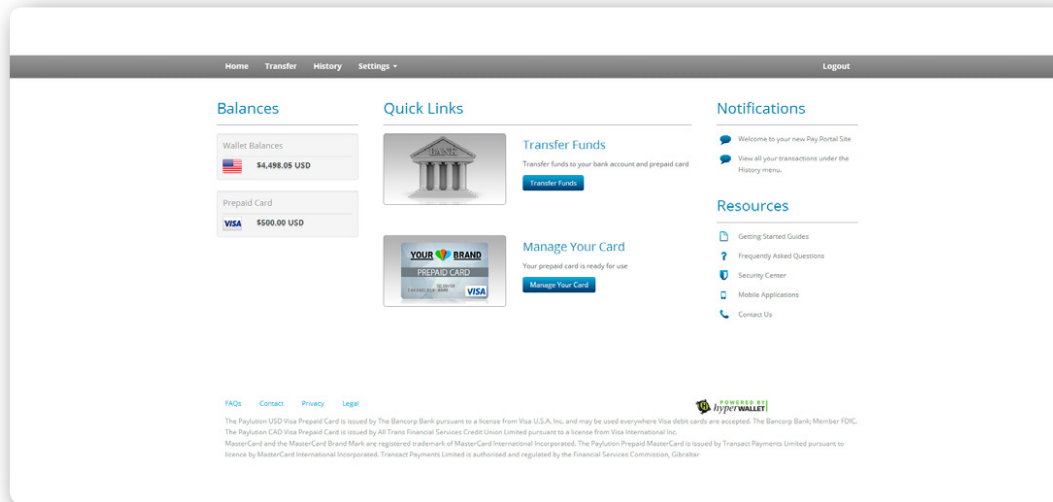 Home Transfer History Settings Logout
Balances
Wallet Balances
$4,498.05 USD
Prepaid Card
VISA $500.00 USD
Quick Links
BANK
Transfer Funds
Transfer funds to your bank account and prepaid card
Transfer Funds
YOUR BRAND
PREPAID CARD
VISA
Manage Your Card
Your prepaid card is ready for use
Manage Your Card
Notifications
Welcome to your new Pay Portal Site
View all your transactions under the
History menu.
Resources
Getting Started Guides
? Frequently Asked Questions
Security Center
Mobile Applications
Contact Us
FAQs Contact Privacy Legal
POWERED BY
hyperWALLET
The Paylution USD Visa Prepaid Card is issued by The Bancorp Bank pursuant to a license from Visa U.S.A. Inc. and may be used everywhere Visa debit cards are accepted. The Bancorp Bank; Member FDIC.
The Paylution CAD Visa Prepaid Card is issued by All Trans Financial Services Credit Union Limited pursuant to a license from Visa International Inc.
MasterCard and the MasterCard Brand Mark are registered trademark of MasterCard International Incorporated. The Paylution Prepaid MasterCard is issued by Transact Payments Limited pursuant to
licence by MasterCard International Incorporated. Transact Payments Limited is authorised and regulated by the Financial Services Commission, Gibraltar